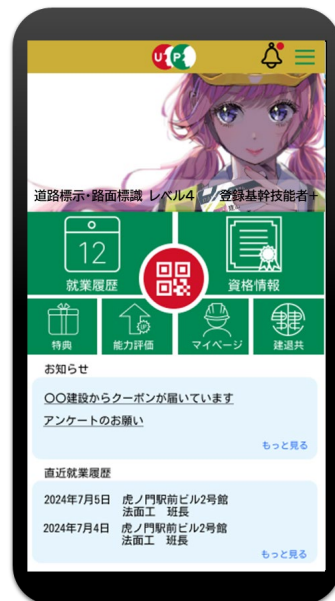 UP
道路標示・路面標識 レベル4 登録基幹技能者+
12
就業履歴
資格情報
特典
能力評価
マイページ
建退共
お知らせ
〇〇建設からクーポンが届いています
アンケートのお願い
もっと見る
直近就業履歴
2024年7月5日 虎ノ門駅前ビル2号館
法面工 班長
2024年7月4日 虎ノ門駅前ビル2号館
法面工 班長
もっと見る